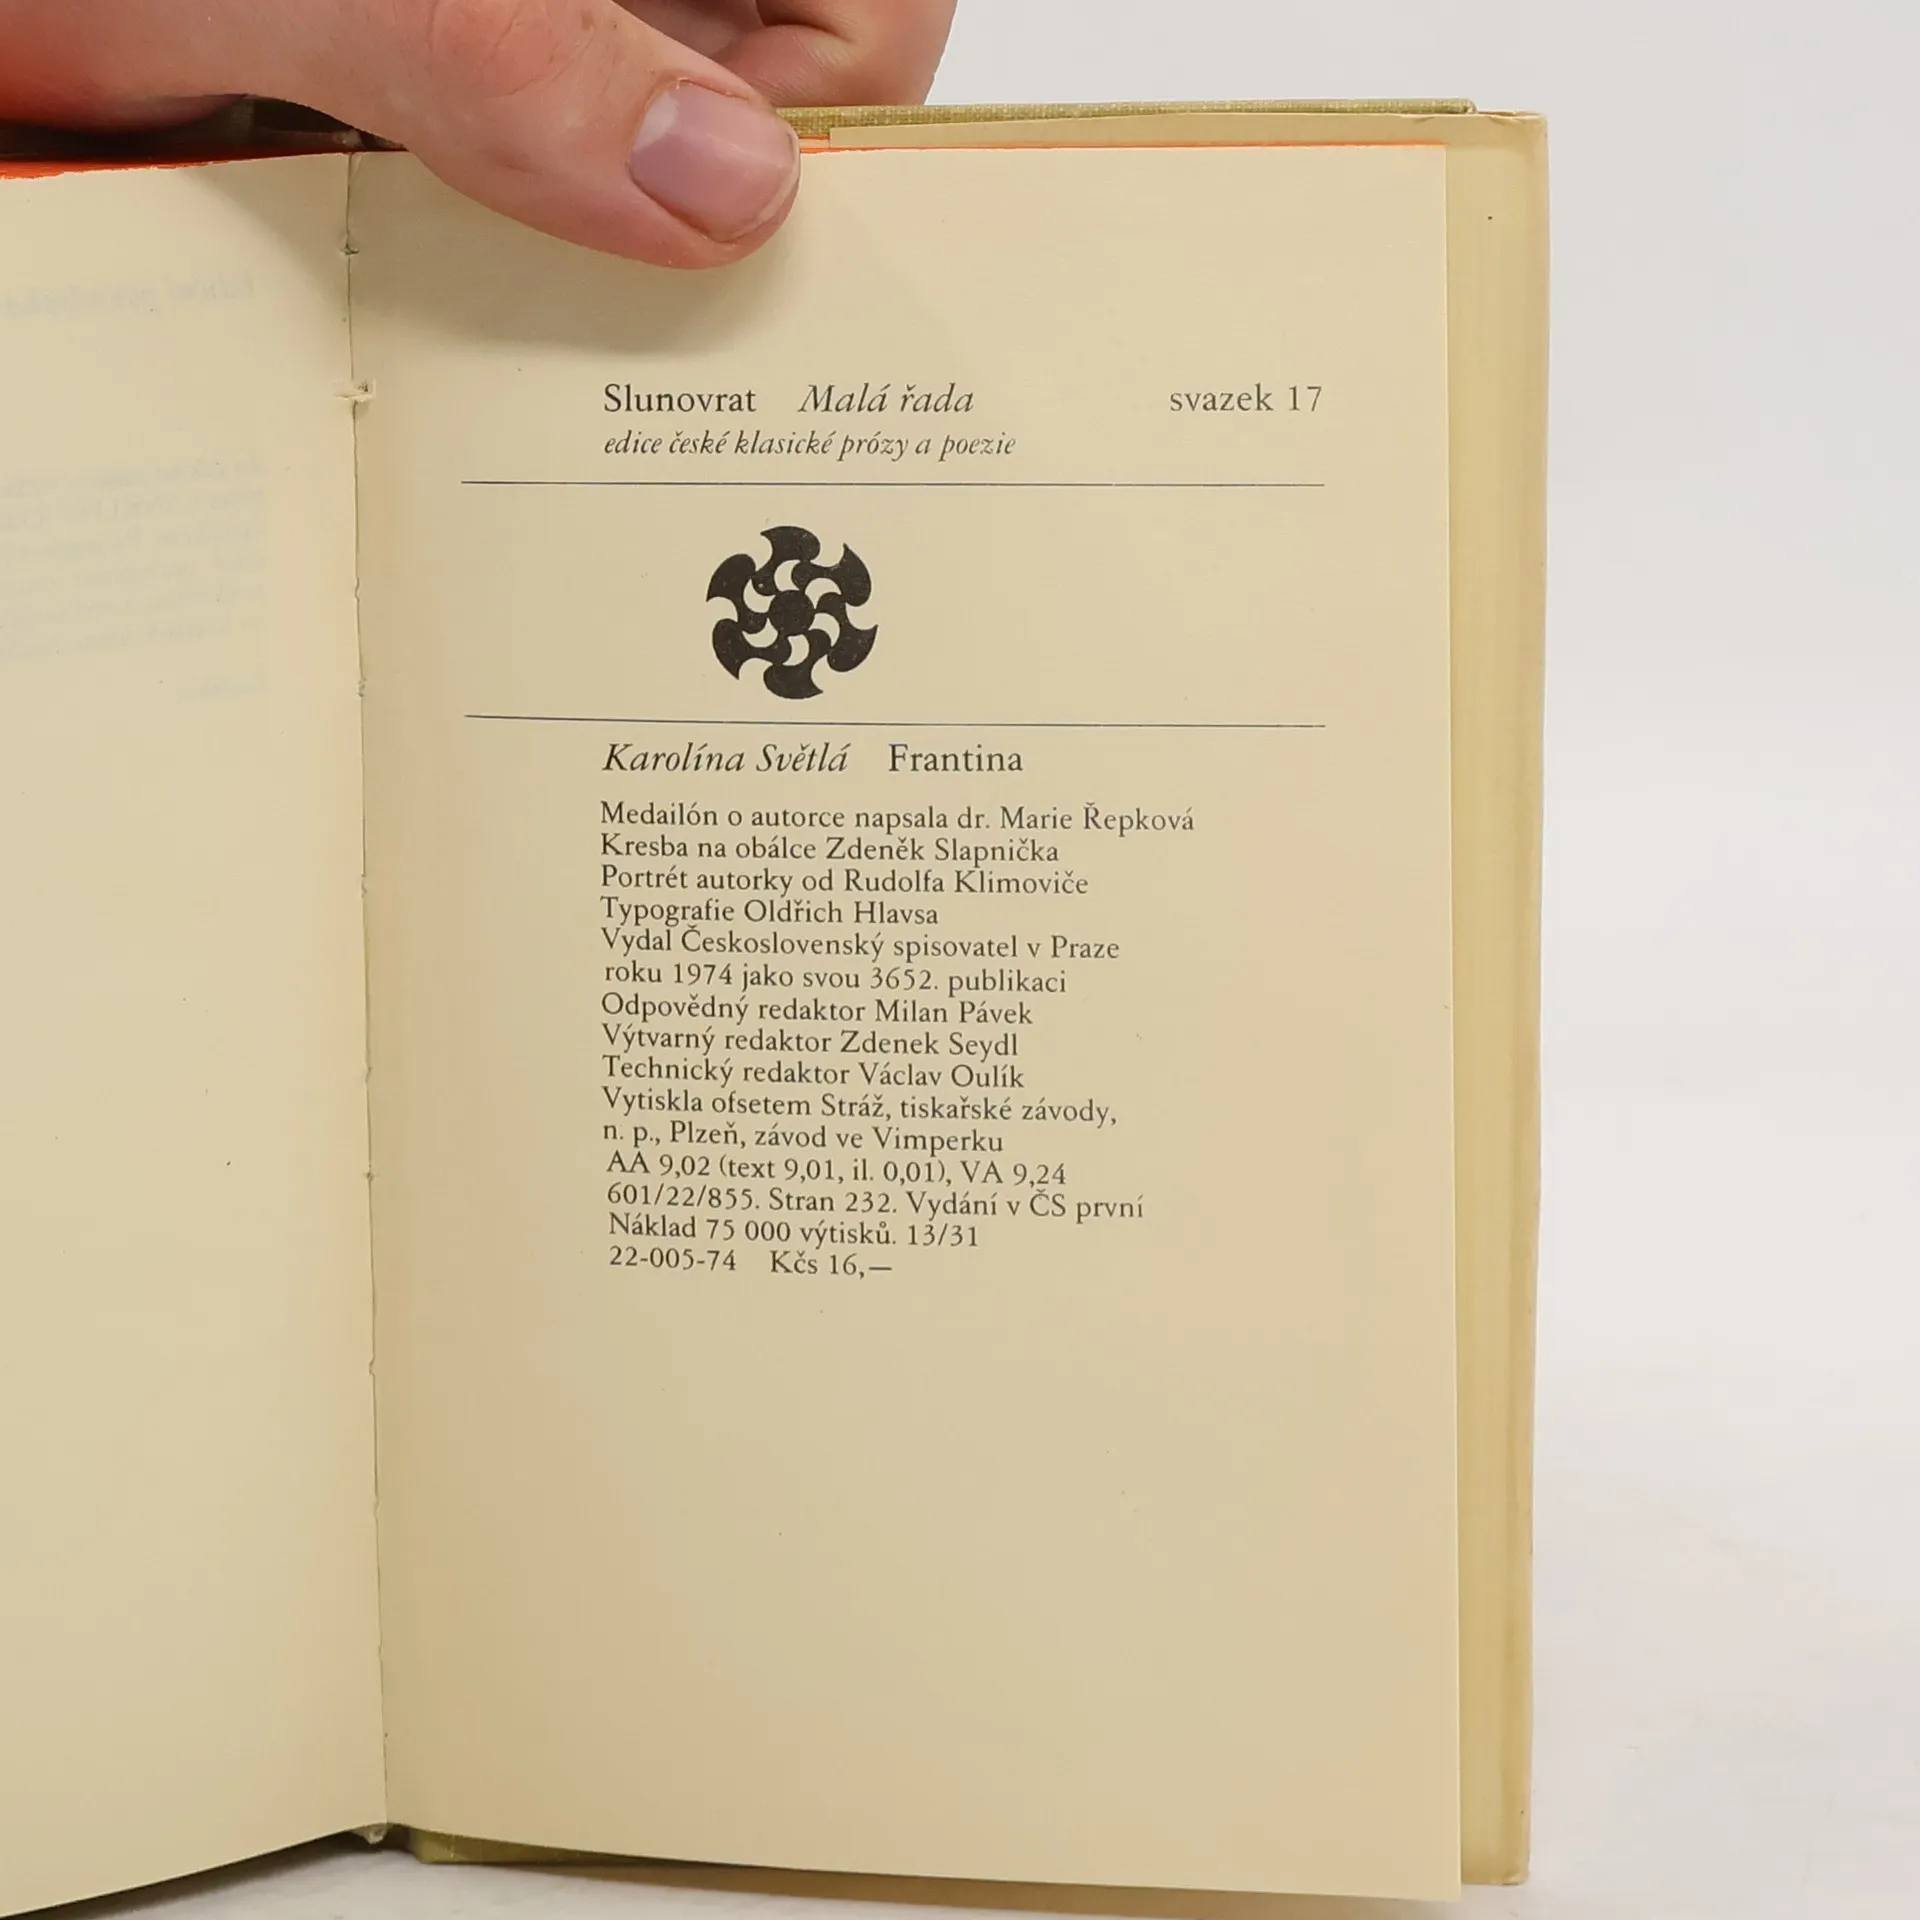 Slunovrat Malá řada svazek 17
edice české klasické prózy a poezie
Karolína Světlá Frantina
Medailón o autorce napsala dr. Marie Řepková
Kresba na obálce Zdeněk Slapnička
Portrét autorky od Rudolfa Klimoviče
Typografie Oldřich Hlavsa
Vydal Československý spisovatel v Praze
roku 1974 jako svou 3652. publikaci
Odpovědný redaktor Milan Pávek
Výtvarný redaktor Zdenek Seydl
Technický redaktor Václav Oulík
Vytiskla ofsetem Stráž, tiskařské závody,
n. p., Plzeň, závod ve Vimperku
AA 9,02 (text 9,01, il. 0,01), VA 9,24
601/22/855. Stran 232. Vydání v ČS první
Náklad 75 000 výtisků. 13/31
22-005-74 Kčs 16,—